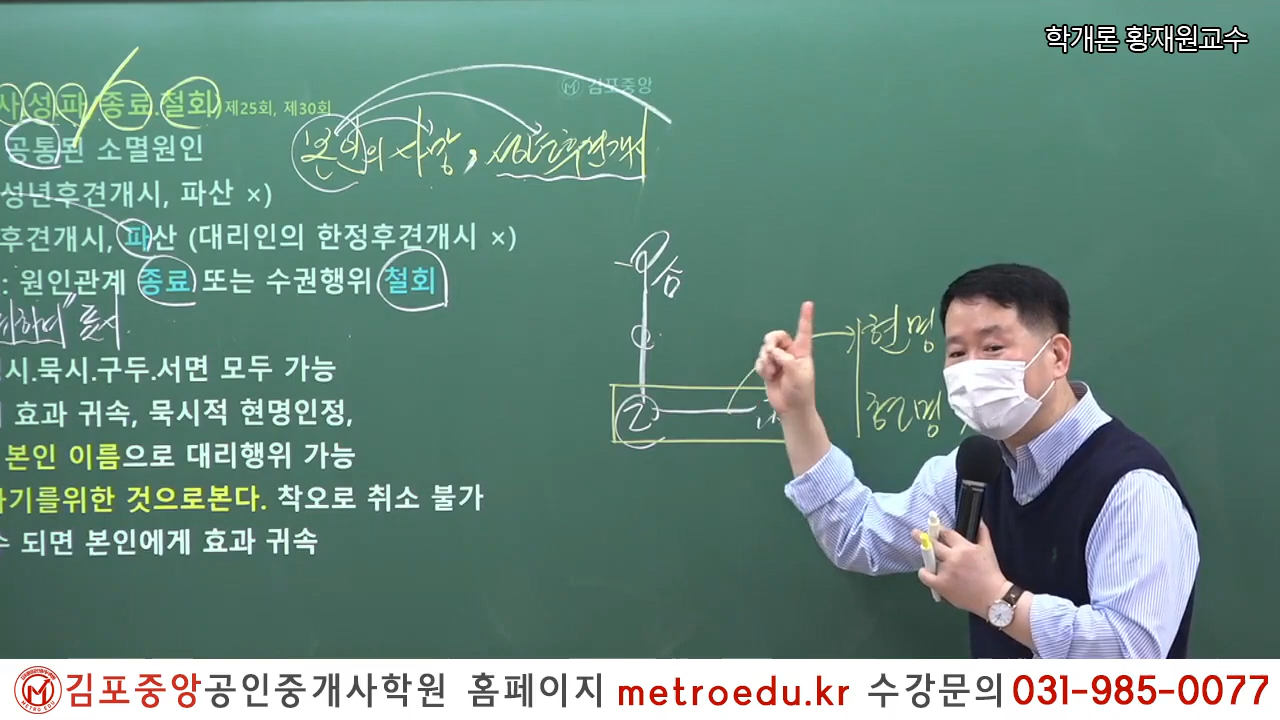 학개론 황재원교수
김포중앙
사.성.파 종료.철회)제25회, 제30회
공통된 소멸원인
본인의 사망, 성년후견개시
성년후견개시, 파산 ×)
후견개시, 파산 (대리인의 한정후견개시 ×)
: 원인관계 종료 또는 수권행위 철회
표시
현명
시.묵시.구두.서면 모두 가능
효과 귀속, 묵시적 현명인정,
본인 이름으로 대리행위 가능
자기를위한 것으로본다. 착오로 취소 불가
되면 본인에게 효과 귀속
METRO EDU
김포중앙공인중개사학원 홈페이지 metroedu.kr 수강문의 031-985-0077